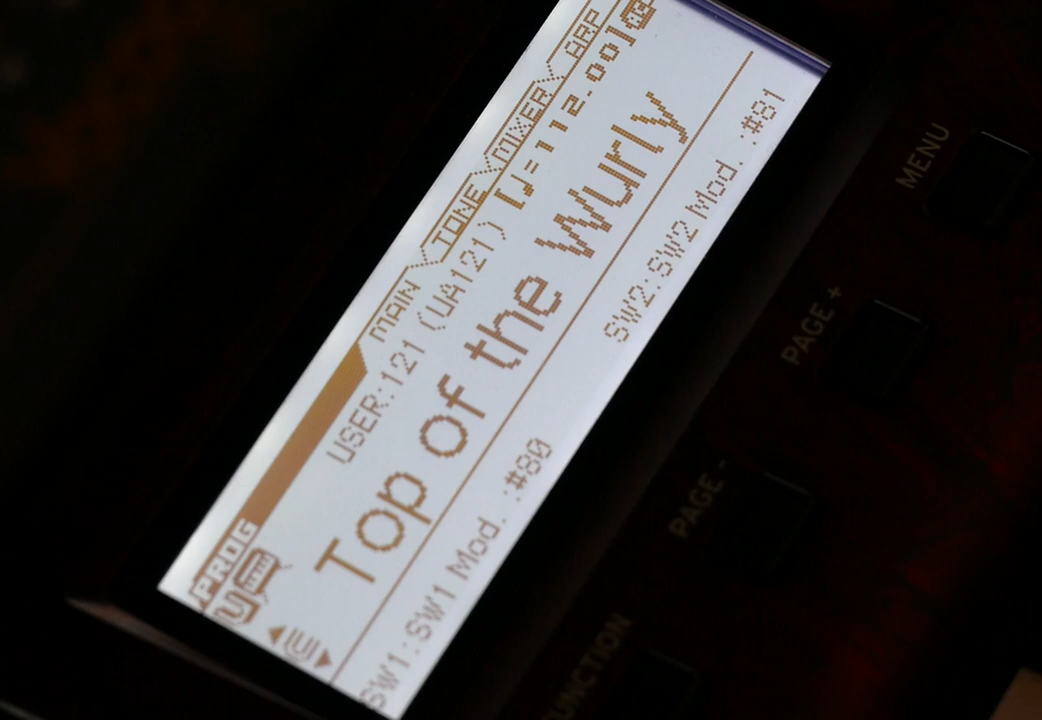 PROG MAIN TONE MIXER ARP
U USER:121 (UA121) [♩=112.00]
Top of the Wurly
U
SW1:SW1 Mod. :#80 SW2:SW2 Mod. :#81
MENU
PAGE +
PAGE -
FUNCTION